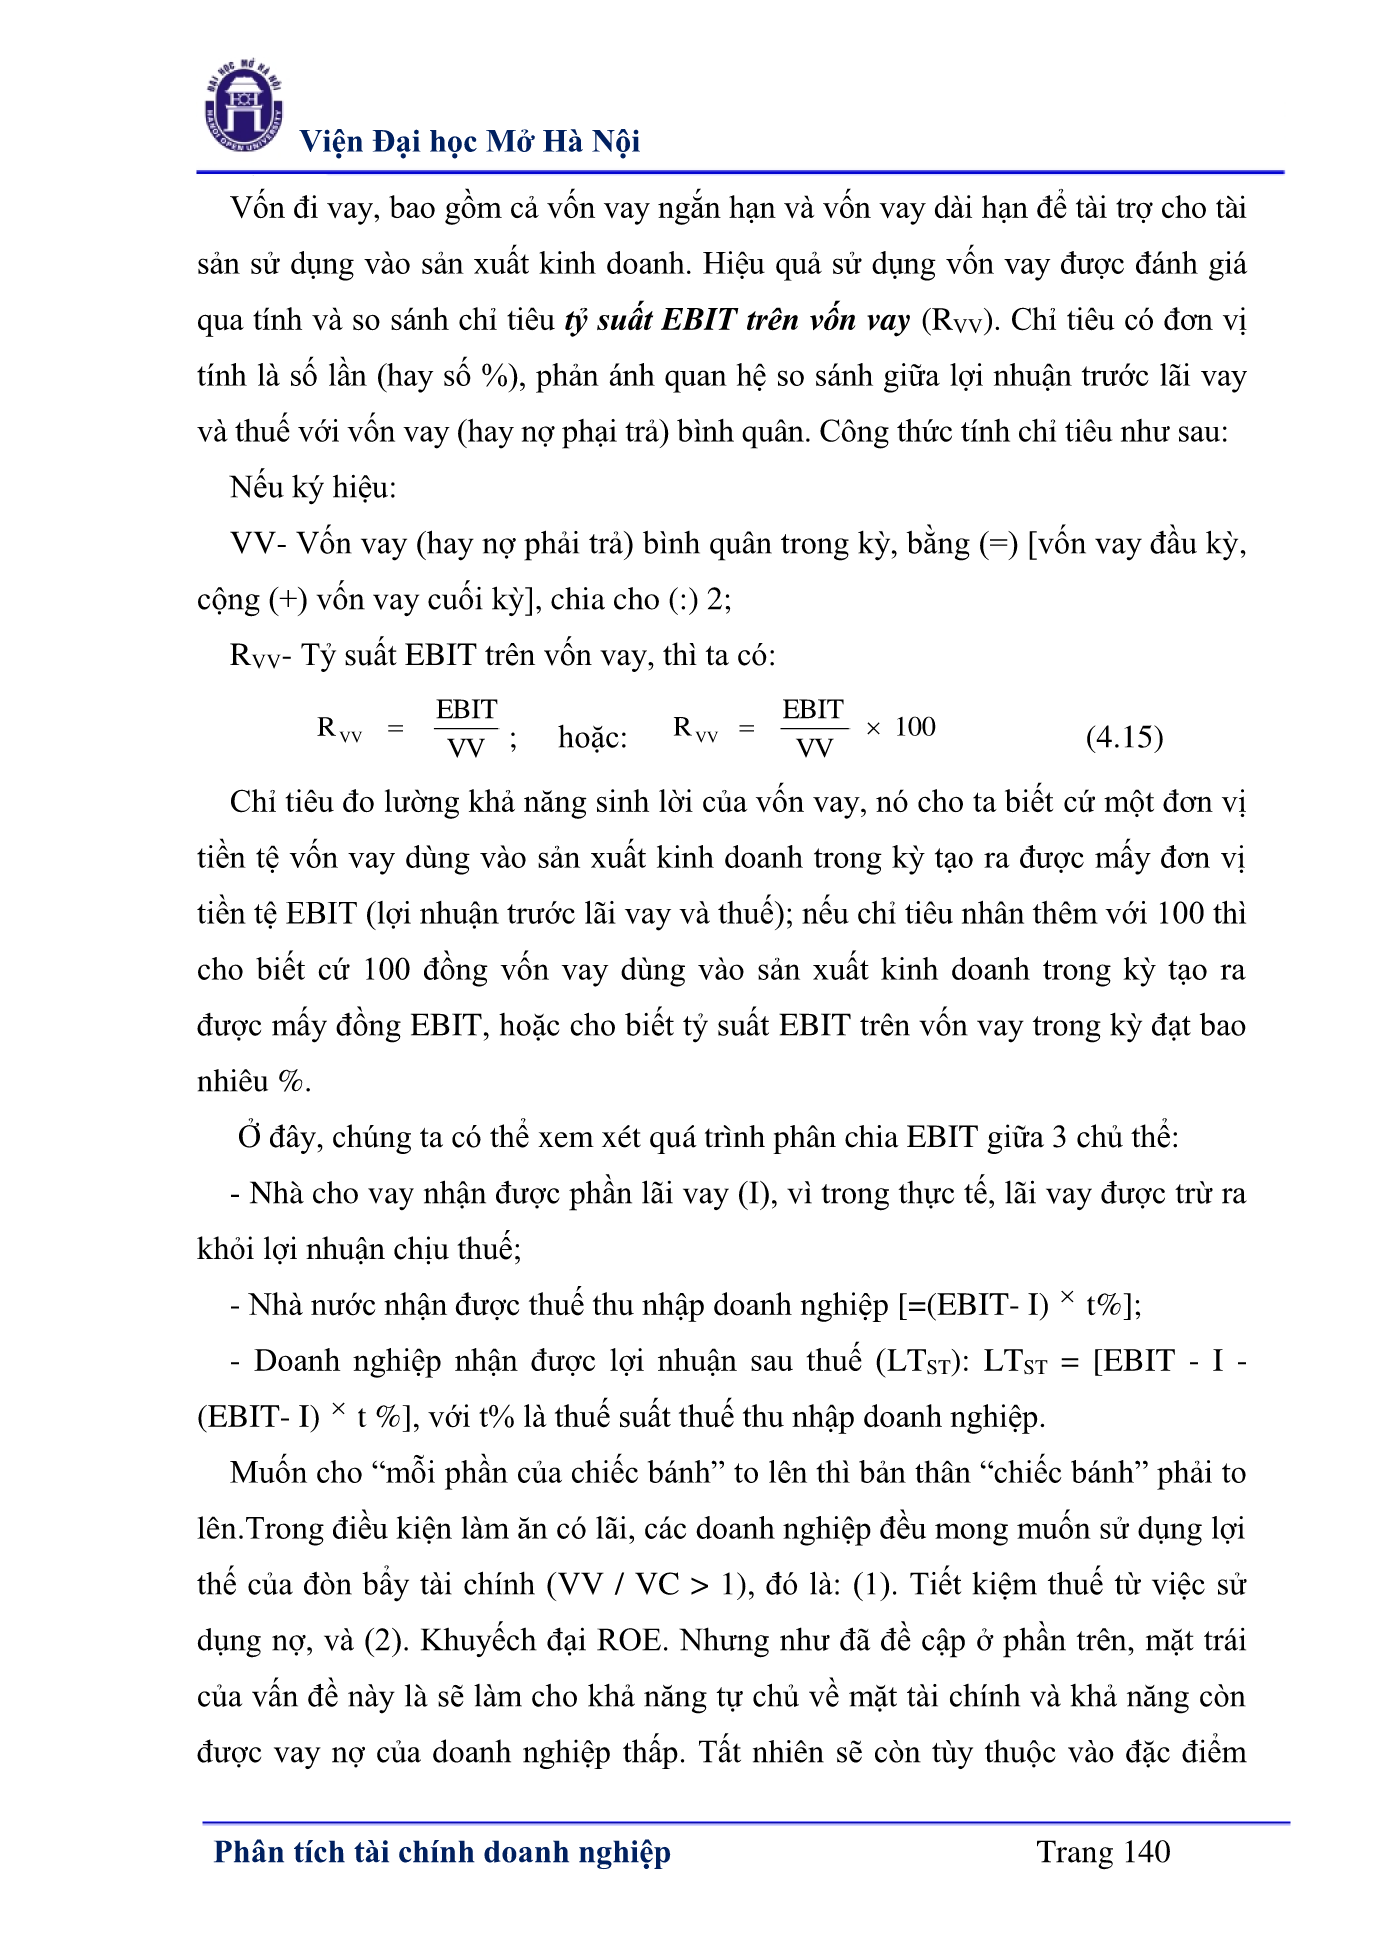 ĐẠI HỌC MỞ HÀ NỘI
HANOI OPEN UNIVERSITY
Viện Đại học Mở Hà Nội
Vốn đi vay, bao gồm cả vốn vay ngắn hạn và vốn vay dài hạn để tài trợ cho tài
sản sử dụng vào sản xuất kinh doanh. Hiệu quả sử dụng vốn vay được đánh giá
qua tính và so sánh chỉ tiêu tỷ suất EBIT trên vốn vay (RVV). Chỉ tiêu có đơn vị
tính là số lần (hay số %), phản ánh quan hệ so sánh giữa lợi nhuận trước lãi vay
và thuế với vốn vay (hay nợ phại trả) bình quân. Công thức tính chỉ tiêu như sau:
Nếu ký hiệu:
VV- Vốn vay (hay nợ phải trả) bình quân trong kỳ, bằng (=) [vốn vay đầu kỳ,
cộng (+) vốn vay cuối kỳ], chia cho (:) 2;
RVV- Tỷ suất EBIT trên vốn vay, thì ta có:
RVV = EBIT / VV ; hoặc: RVV = EBIT / VV × 100 (4.15)
Chỉ tiêu đo lường khả năng sinh lời của vốn vay, nó cho ta biết cứ một đơn vị
tiền tệ vốn vay dùng vào sản xuất kinh doanh trong kỳ tạo ra được mấy đơn vị
tiền tệ EBIT (lợi nhuận trước lãi vay và thuế); nếu chỉ tiêu nhân thêm với 100 thì
cho biết cứ 100 đồng vốn vay dùng vào sản xuất kinh doanh trong kỳ tạo ra
được mấy đồng EBIT, hoặc cho biết tỷ suất EBIT trên vốn vay trong kỳ đạt bao
nhiêu %.
Ở đây, chúng ta có thể xem xét quá trình phân chia EBIT giữa 3 chủ thể:
- Nhà cho vay nhận được phần lãi vay (I), vì trong thực tế, lãi vay được trừ ra
khỏi lợi nhuận chịu thuế;
- Nhà nước nhận được thuế thu nhập doanh nghiệp [=(EBIT- I) × t%];
- Doanh nghiệp nhận được lợi nhuận sau thuế (LTST): LTST = [EBIT - I -
(EBIT- I) × t %], với t% là thuế suất thuế thu nhập doanh nghiệp.
Muốn cho “mỗi phần của chiếc bánh” to lên thì bản thân “chiếc bánh” phải to
lên.Trong điều kiện làm ăn có lãi, các doanh nghiệp đều mong muốn sử dụng lợi
thế của đòn bẩy tài chính (VV / VC > 1), đó là: (1). Tiết kiệm thuế từ việc sử
dụng nợ, và (2). Khuyếch đại ROE. Nhưng như đã đề cập ở phần trên, mặt trái
của vấn đề này là sẽ làm cho khả năng tự chủ về mặt tài chính và khả năng còn
được vay nợ của doanh nghiệp thấp. Tất nhiên sẽ còn tùy thuộc vào đặc điểm
Phân tích tài chính doanh nghiệp Trang 140